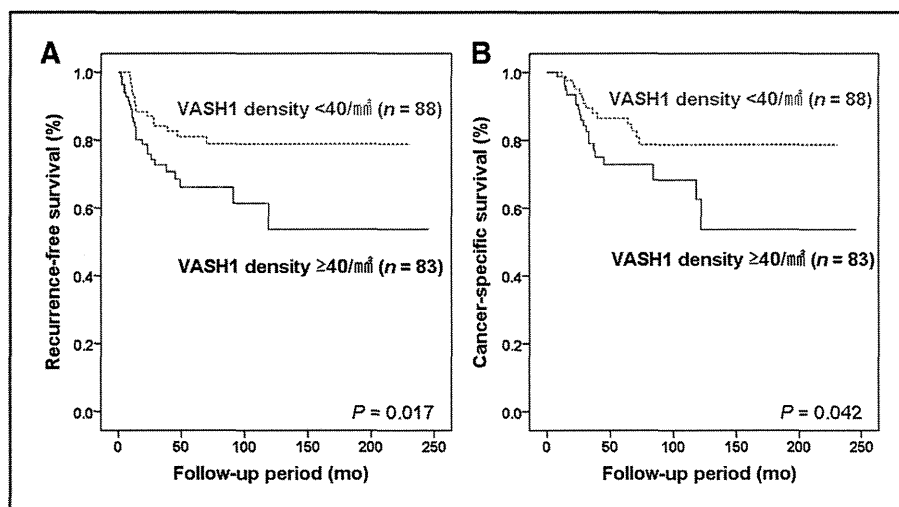 A
Recurrence-free survival (%)
1.0
0.8
0.6
0.4
0.2
0.0
VASH1 density <40/㎟ (n = 88)
VASH1 density ≥40/㎟ (n = 83)
P = 0.017
0 50 100 150 200 250
Follow-up period (mo)
B
Cancer-specific survival (%)
1.0
0.8
0.6
0.4
0.2
0.0
VASH1 density <40/㎟ (n = 88)
VASH1 density ≥40/㎟ (n = 83)
P = 0.042
0 50 100 150 200 250
Follow-up period (mo)